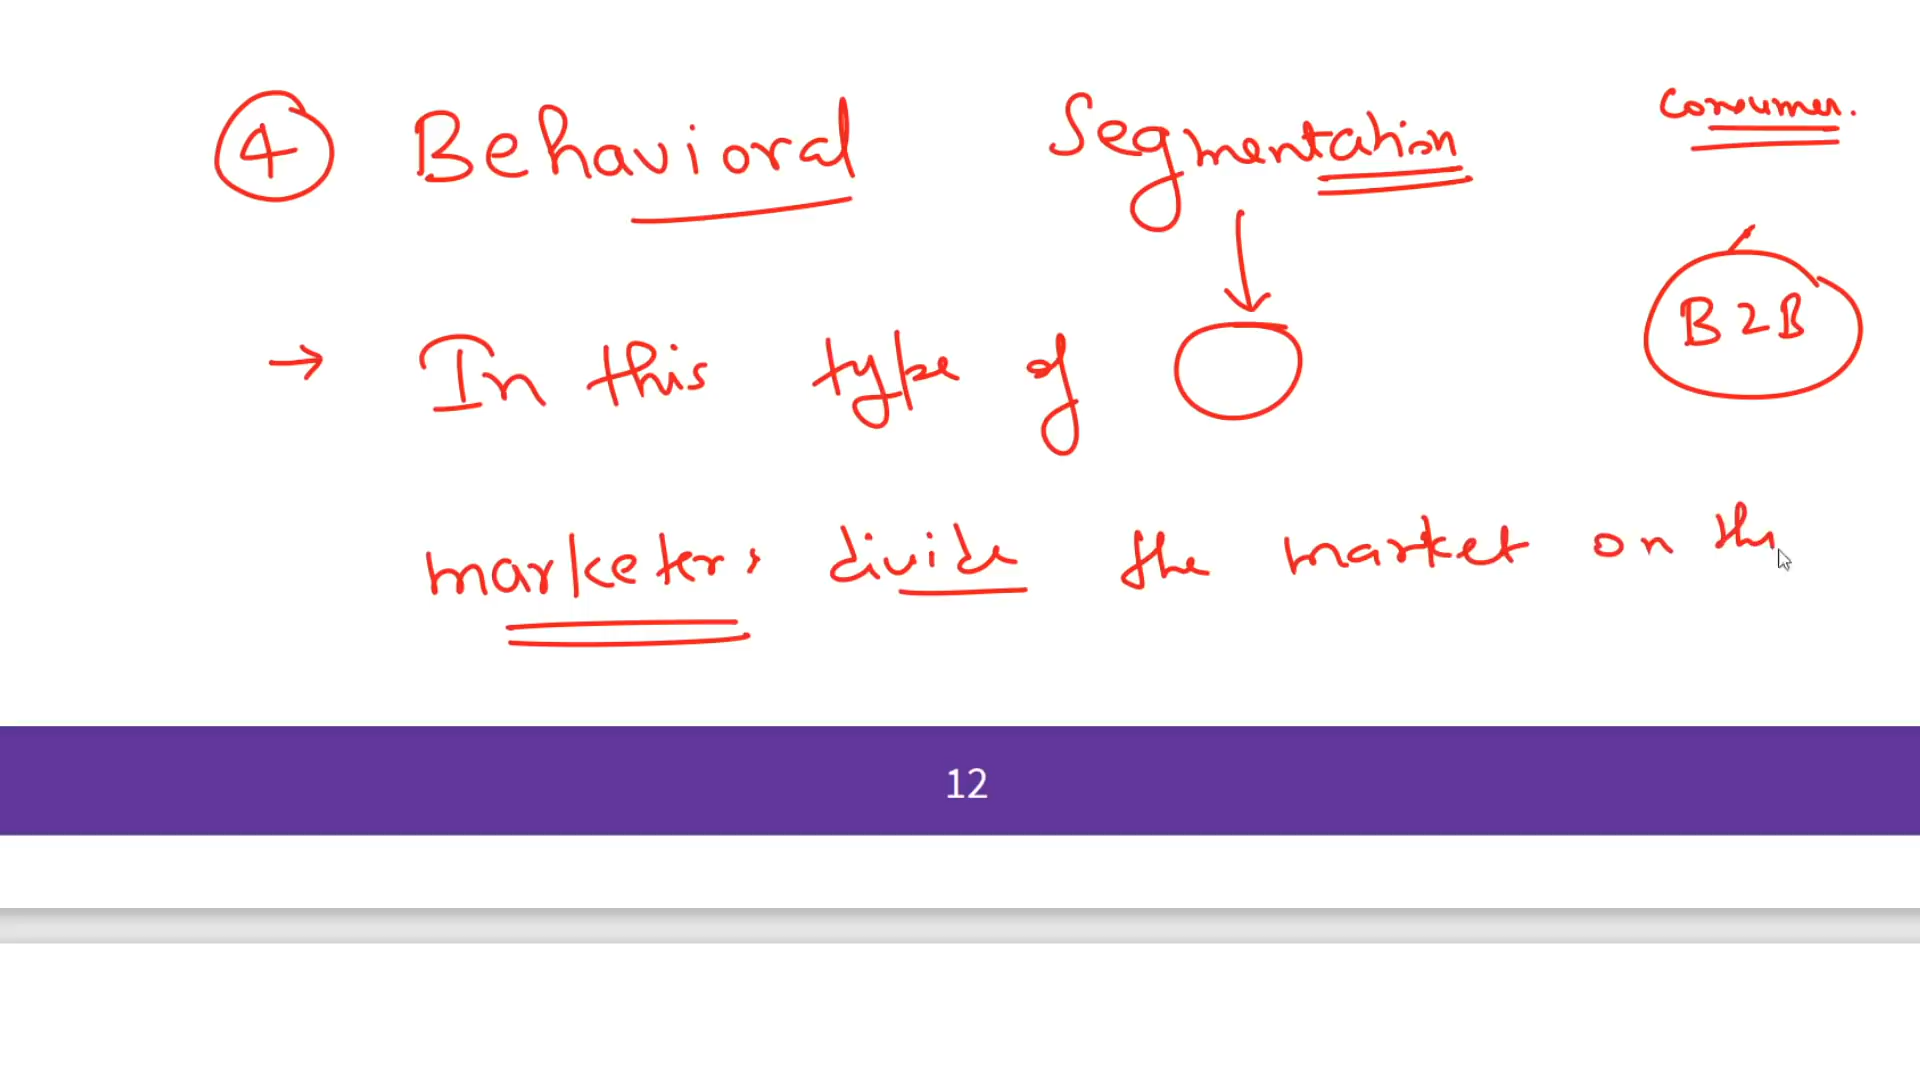 ④ Behavioral Segmentation
Consumer.
B2B
→ In this type of
marketers divide the market on the
12